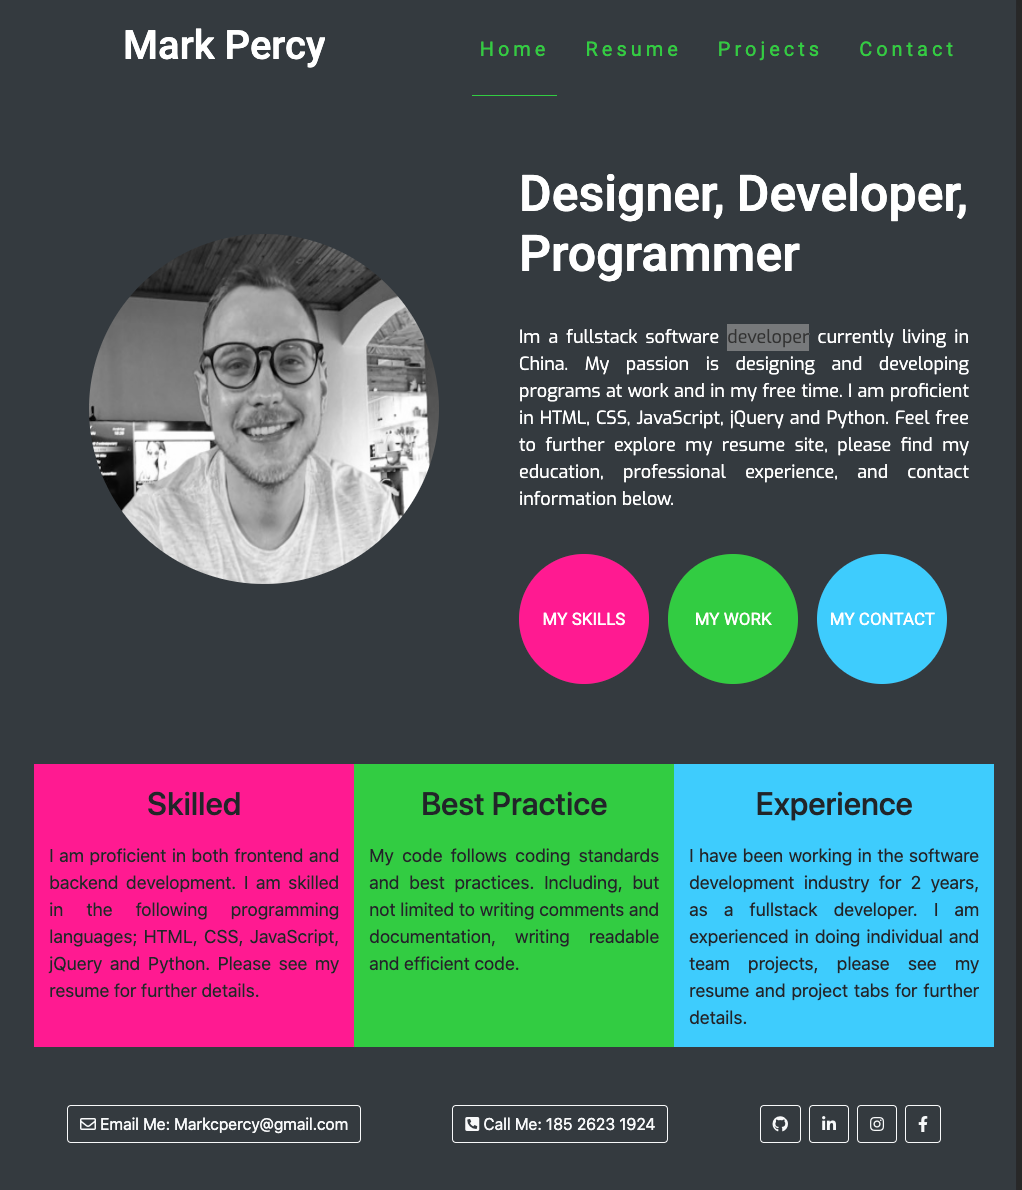 Mark Percy
Home Resume Projects Contact
Designer, Developer,
Programmer
Im a fullstack software developer currently living in
China. My passion is designing and developing
programs at work and in my free time. I am proficient
in HTML, CSS, JavaScript, jQuery and Python. Feel free
to further explore my resume site, please find my
education, professional experience, and contact
information below.
MY SKILLS MY WORK MY CONTACT
Skilled
I am proficient in both frontend and
backend development. I am skilled
in the following programming
languages; HTML, CSS, JavaScript,
jQuery and Python. Please see my
resume for further details.
Best Practice
My code follows coding standards
and best practices. Including, but
not limited to writing comments and
documentation, writing readable
and efficient code.
Experience
I have been working in the software
development industry for 2 years,
as a fullstack developer. I am
experienced in doing individual and
team projects, please see my
resume and project tabs for further
details.
Email Me: Markcpercy@gmail.com
Call Me: 185 2623 1924